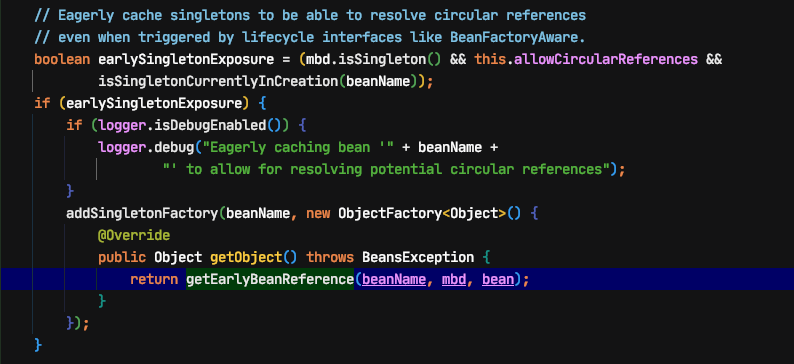 // Eagerly cache singletons to be able to resolve circular references
// even when triggered by lifecycle interfaces like BeanFactoryAware.
boolean earlySingletonExposure = (mbd.isSingleton() && this.allowCircularReferences &&
isSingletonCurrentlyInCreation(beanName));
if (earlySingletonExposure) {
if (logger.isDebugEnabled()) {
logger.debug("Eagerly caching bean '" + beanName +
"' to allow for resolving potential circular references");
}
addSingletonFactory(beanName, new ObjectFactory<Object>() {
@Override
public Object getObject() throws BeansException {
return getEarlyBeanReference(beanName, mbd, bean);
}
});
}